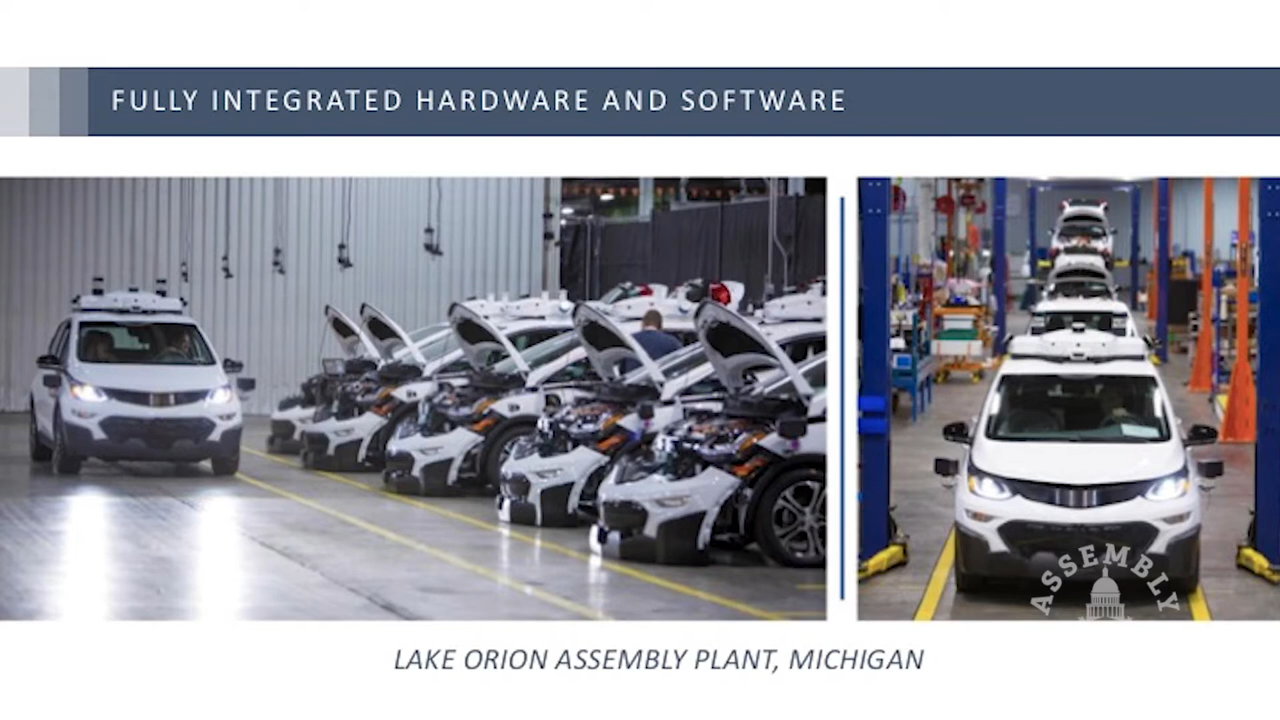 FULLY INTEGRATED HARDWARE AND SOFTWARE
ASSEMBLY
LAKE ORION ASSEMBLY PLANT, MICHIGAN